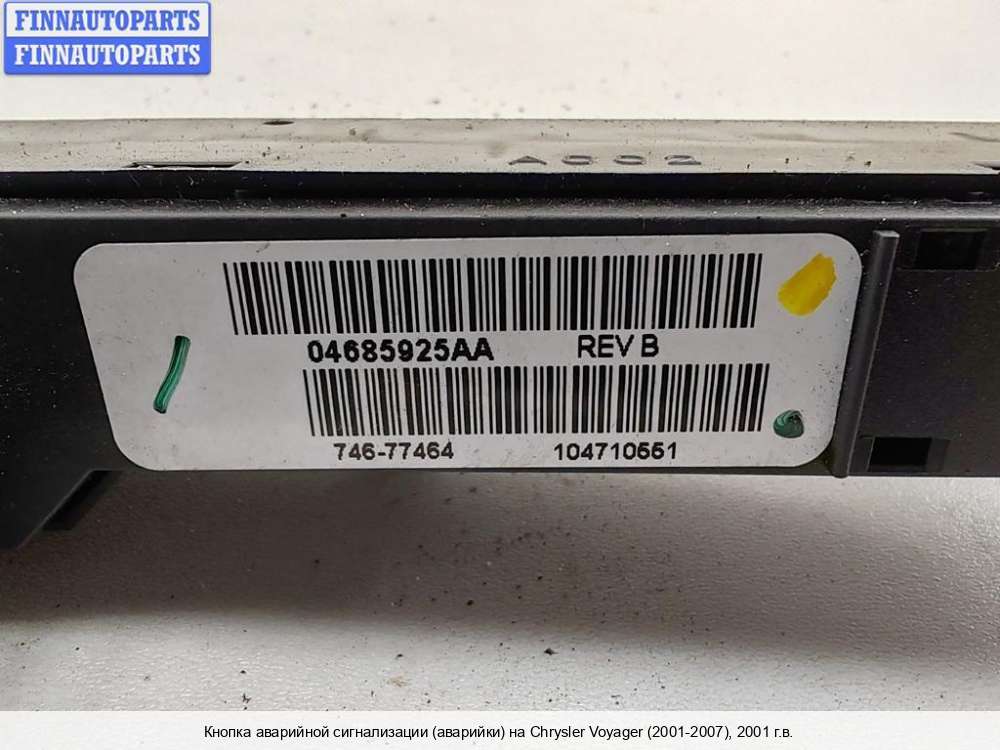 FINNAUTOPARTS
FINNAUTOPARTS
A002
04685925AA REV B
746-77464 104710551
Кнопка аварийной сигнализации (аварийки) на Chrysler Voyager (2001-2007), 2001 г.в.